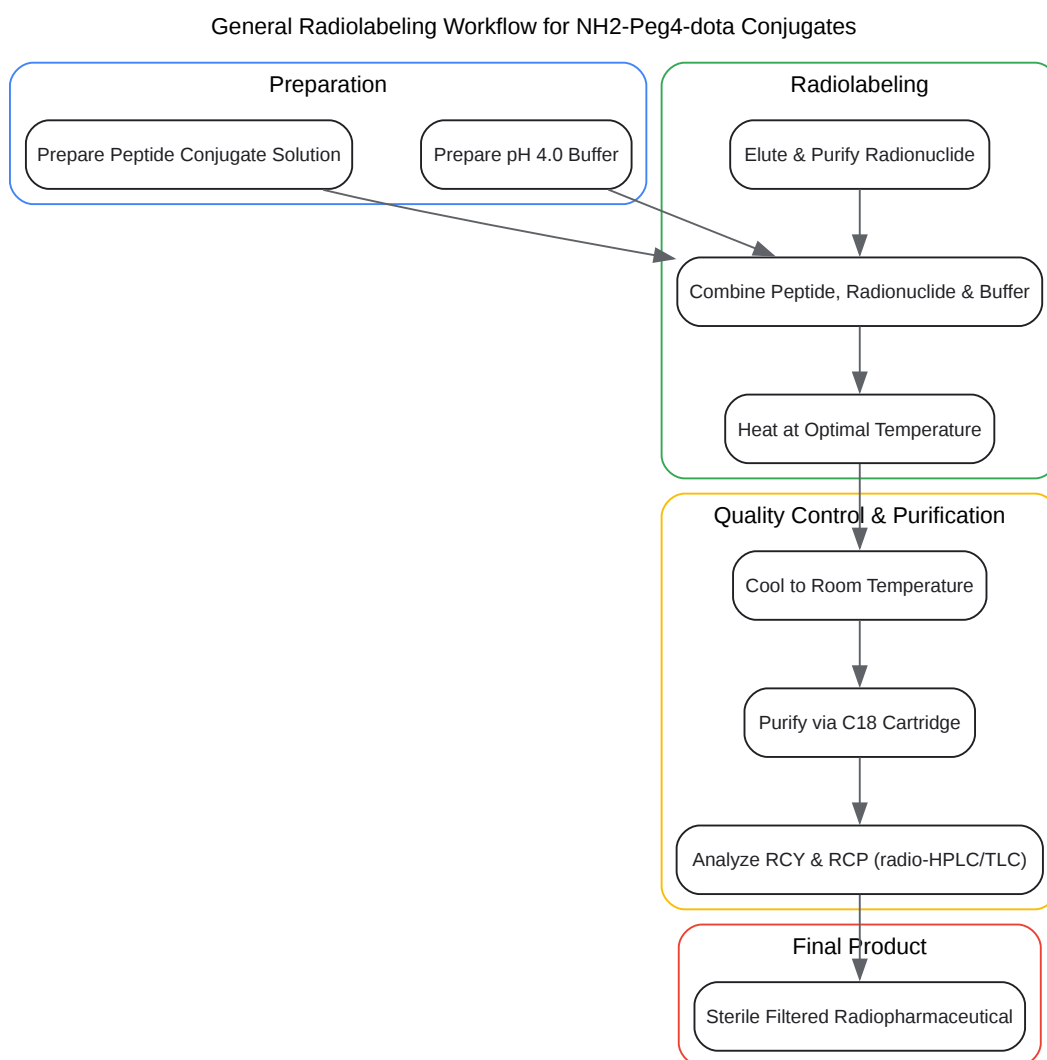 General Radiolabeling Workflow for NH2-Peg4-dota Conjugates
Preparation
Prepare Peptide Conjugate Solution
Prepare pH 4.0 Buffer
Radiolabeling
Elute & Purify Radionuclide
Combine Peptide, Radionuclide & Buffer
Heat at Optimal Temperature
Quality Control & Purification
Cool to Room Temperature
Purify via C18 Cartridge
Analyze RCY & RCP (radio-HPLC/TLC)
Final Product
Sterile Filtered Radiopharmaceutical